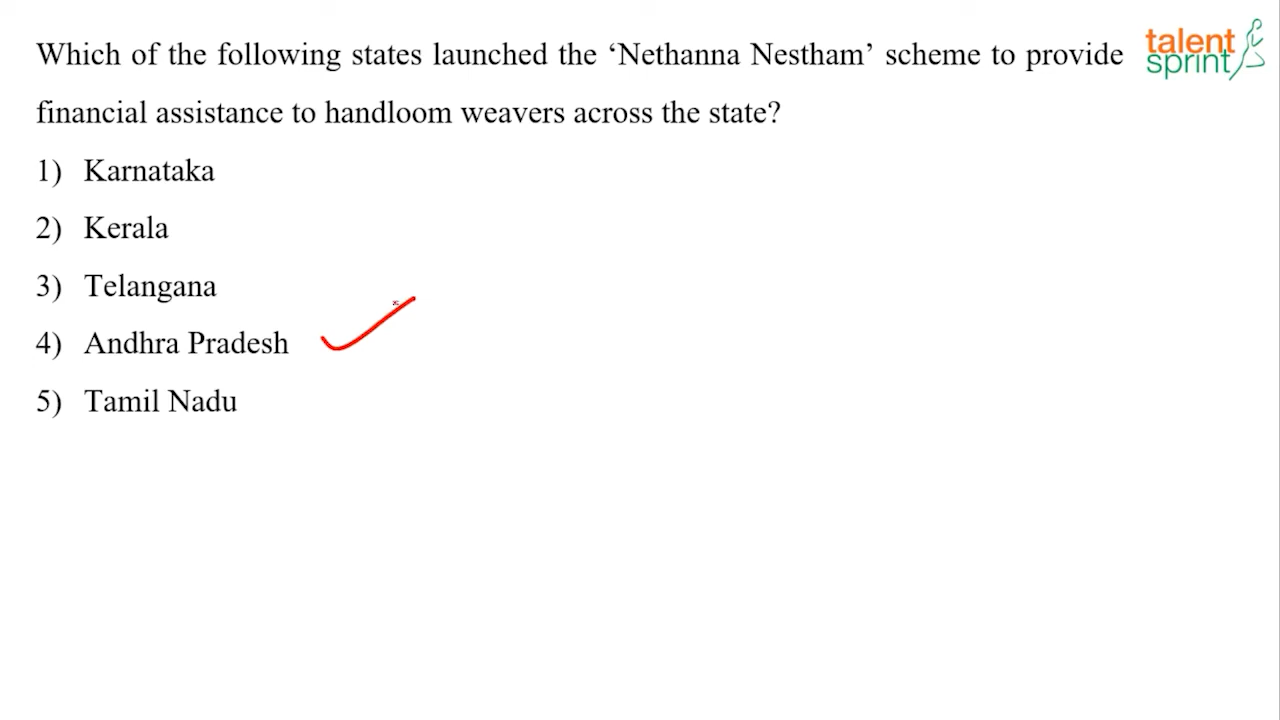 Which of the following states launched the ‘Nethanna Nestham’ scheme to provide
financial assistance to handloom weavers across the state?
1) Karnataka
2) Kerala
3) Telangana
4) Andhra Pradesh
5) Tamil Nadu
talent
sprint